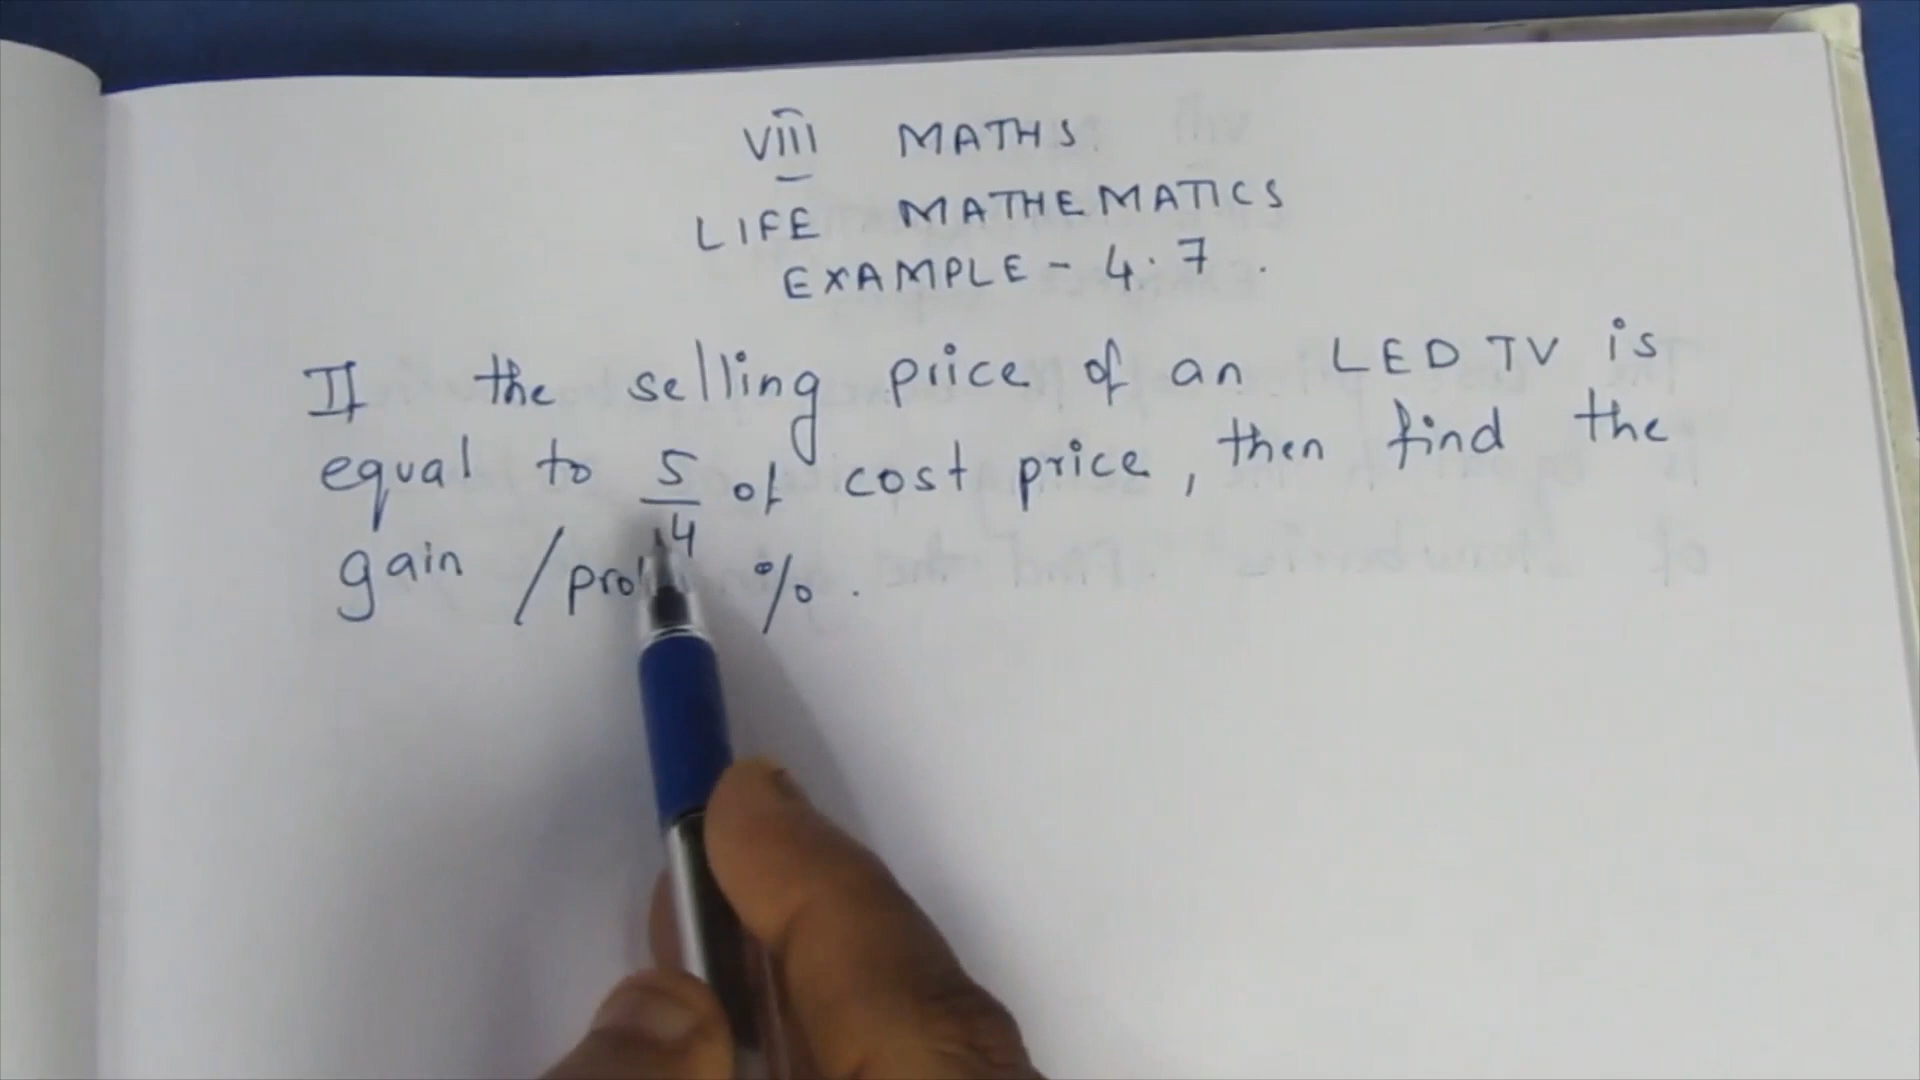 VIII MATHS
LIFE MATHEMATICS
EXAMPLE - 4.7.
If the selling price of an LED TV is
equal to 5/4 of cost price, then find the
gain / %.